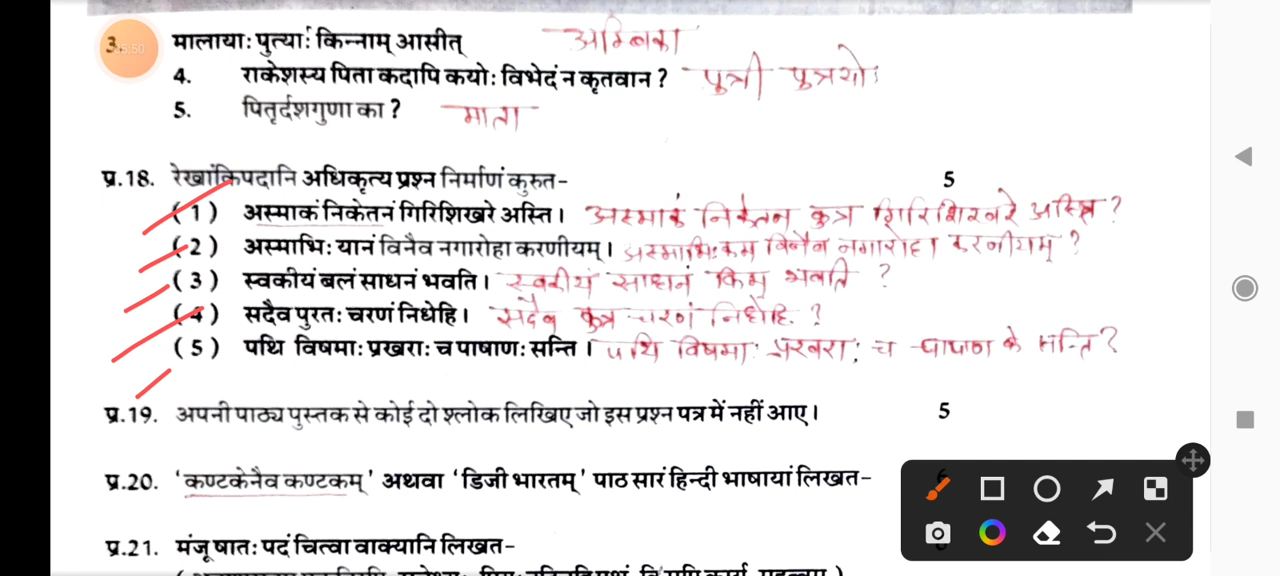 3. मालायाः पुत्र्याः किन्नाम् आसीत् अम्बिका
4. राकेशस्य पिता कदापि कयोः विभेदं न कृतवान ? पुत्री पुत्रयोः
5. पितृर्दशगुणा का ? माता
प्र.18. रेखांकिपदानि अधिकृत्य प्रश्न निर्माणं कुरुत- 5
(1) अस्माकं निकेतनं गिरिशिखरे अस्ति। अस्माकं निकेतन कुत्र गिरिशिखरे अस्ति ?
(2) अस्माभिः यानं विनैव नगारोहा करणीयम्। अस्माभिः कम विनैव नगारोहा करणीयम् ?
(3) स्वकीयं बलं साधनं भवति। स्वकीयं साधनं किम् भवति ?
(4) सदैव पुरतः चरणं निधेहि। सदैव कुत्र चरणं निधेहि. ?
(5) पथि विषमाः प्रखराः च पाषाणः सन्ति। पथि विषमाः प्रखराः च पाषाण के सन्ति ?
प्र.19. अपनी पाठ्य पुस्तक से कोई दो श्लोक लिखिए जो इस प्रश्न पत्र में नहीं आए। 5
प्र.20. 'कण्टकेनैव कण्टकम्' अथवा 'डिजी भारतम्' पाठ सारं हिन्दी भाषायां लिखत-
प्र.21. मंजूषातः पदं चित्वा वाक्यानि लिखत-